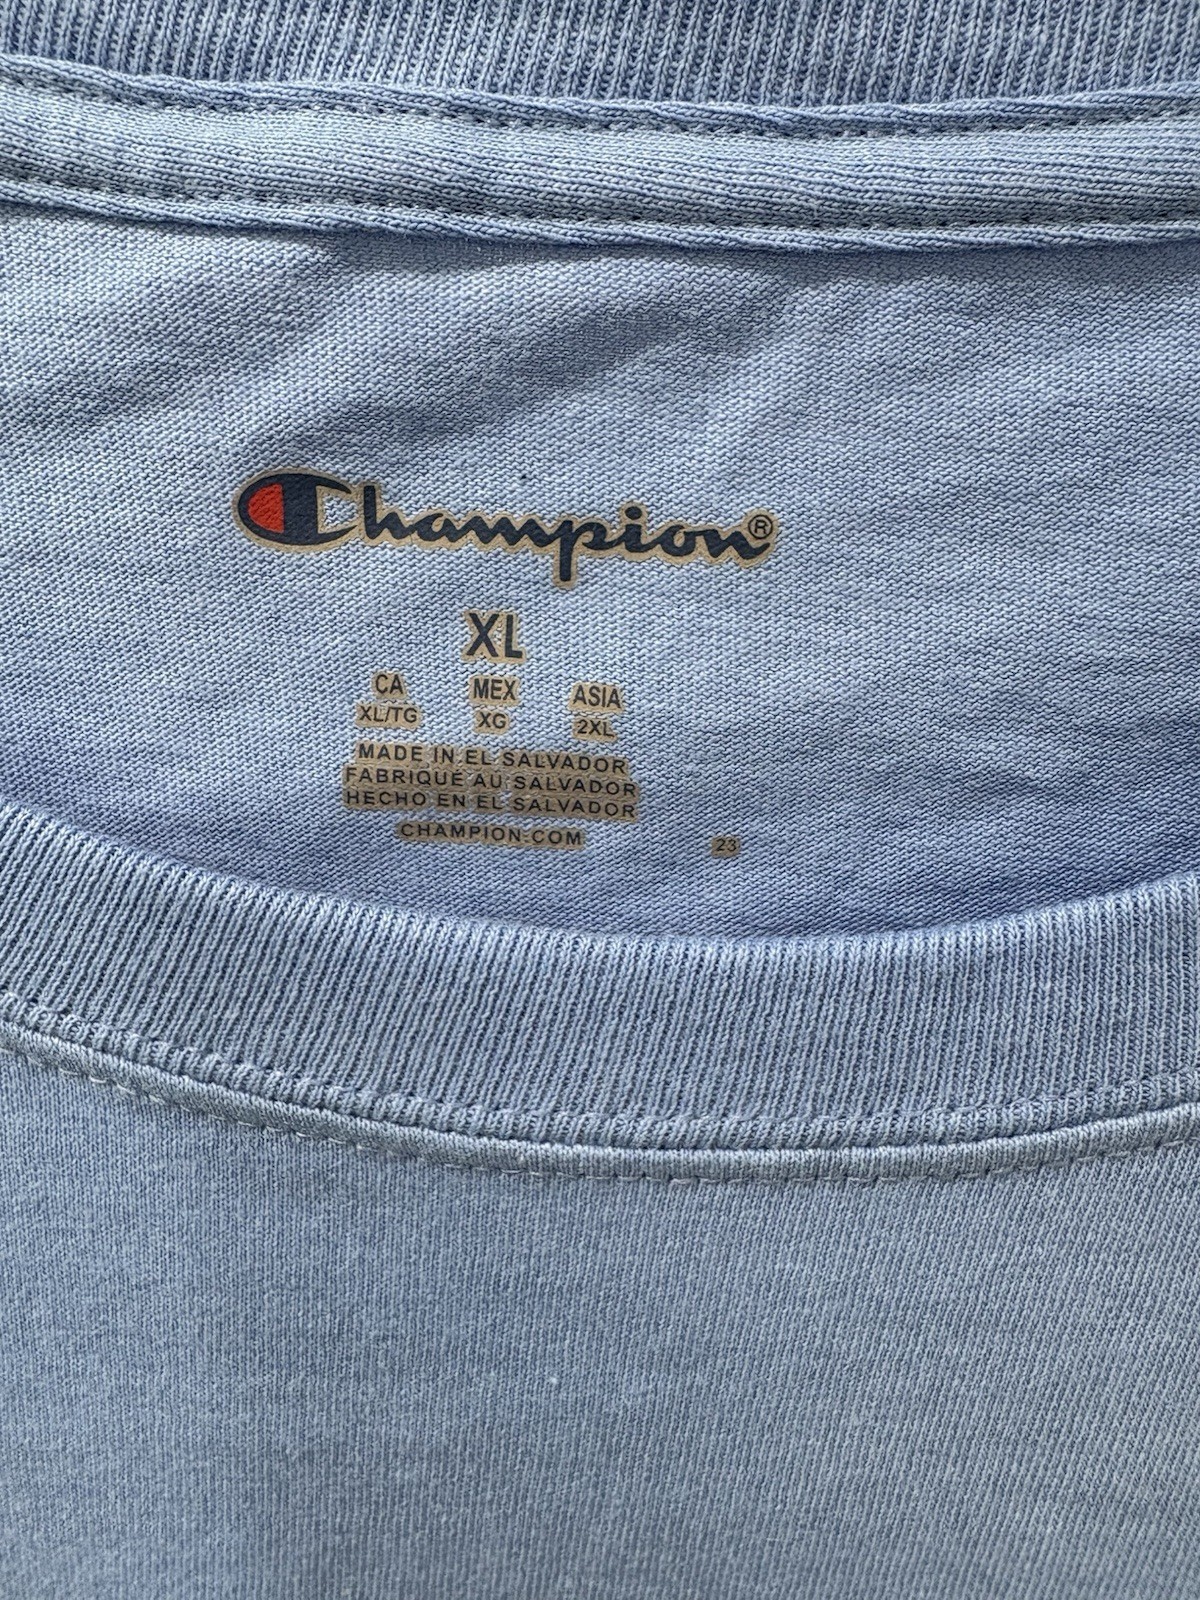 Champion®
XL
CA MEX ASIA
XL/TG XG 2XL
MADE IN EL SALVADOR
FABRIQUÉ AU SALVADOR
HECHO EN EL SALVADOR
CHAMPION.COM
23